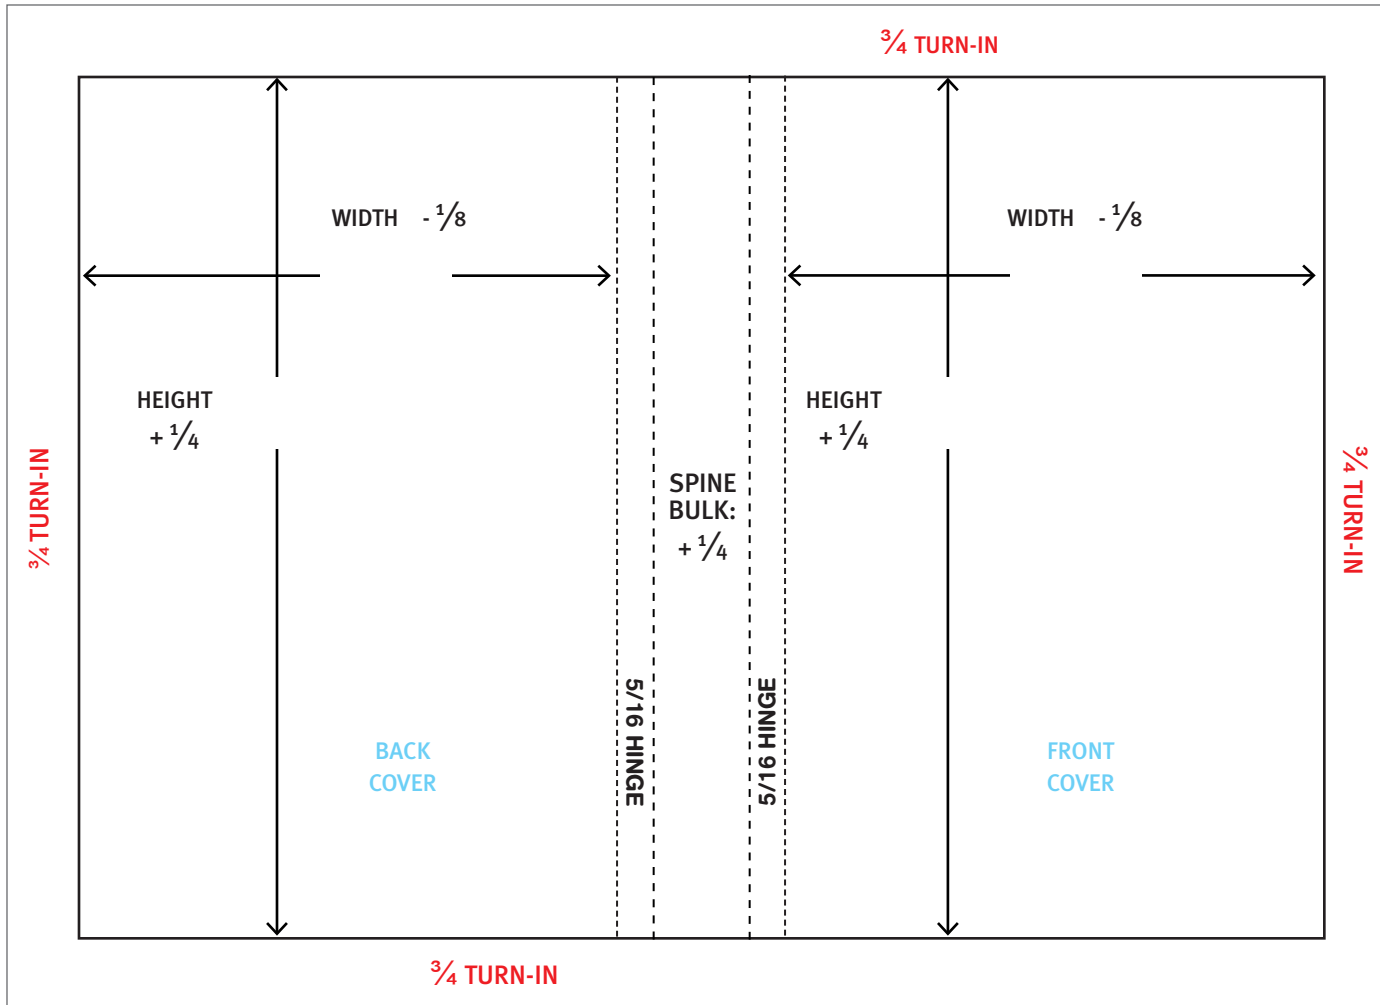 ¾ TURN-IN
WIDTH - ⅛
WIDTH - ⅛
HEIGHT
+ ¼
HEIGHT
+ ¼
¾ TURN-IN
SPINE
BULK:
+ ¼
¾ TURN-IN
5/16 HINGE
5/16 HINGE
BACK
COVER
FRONT
COVER
¾ TURN-IN